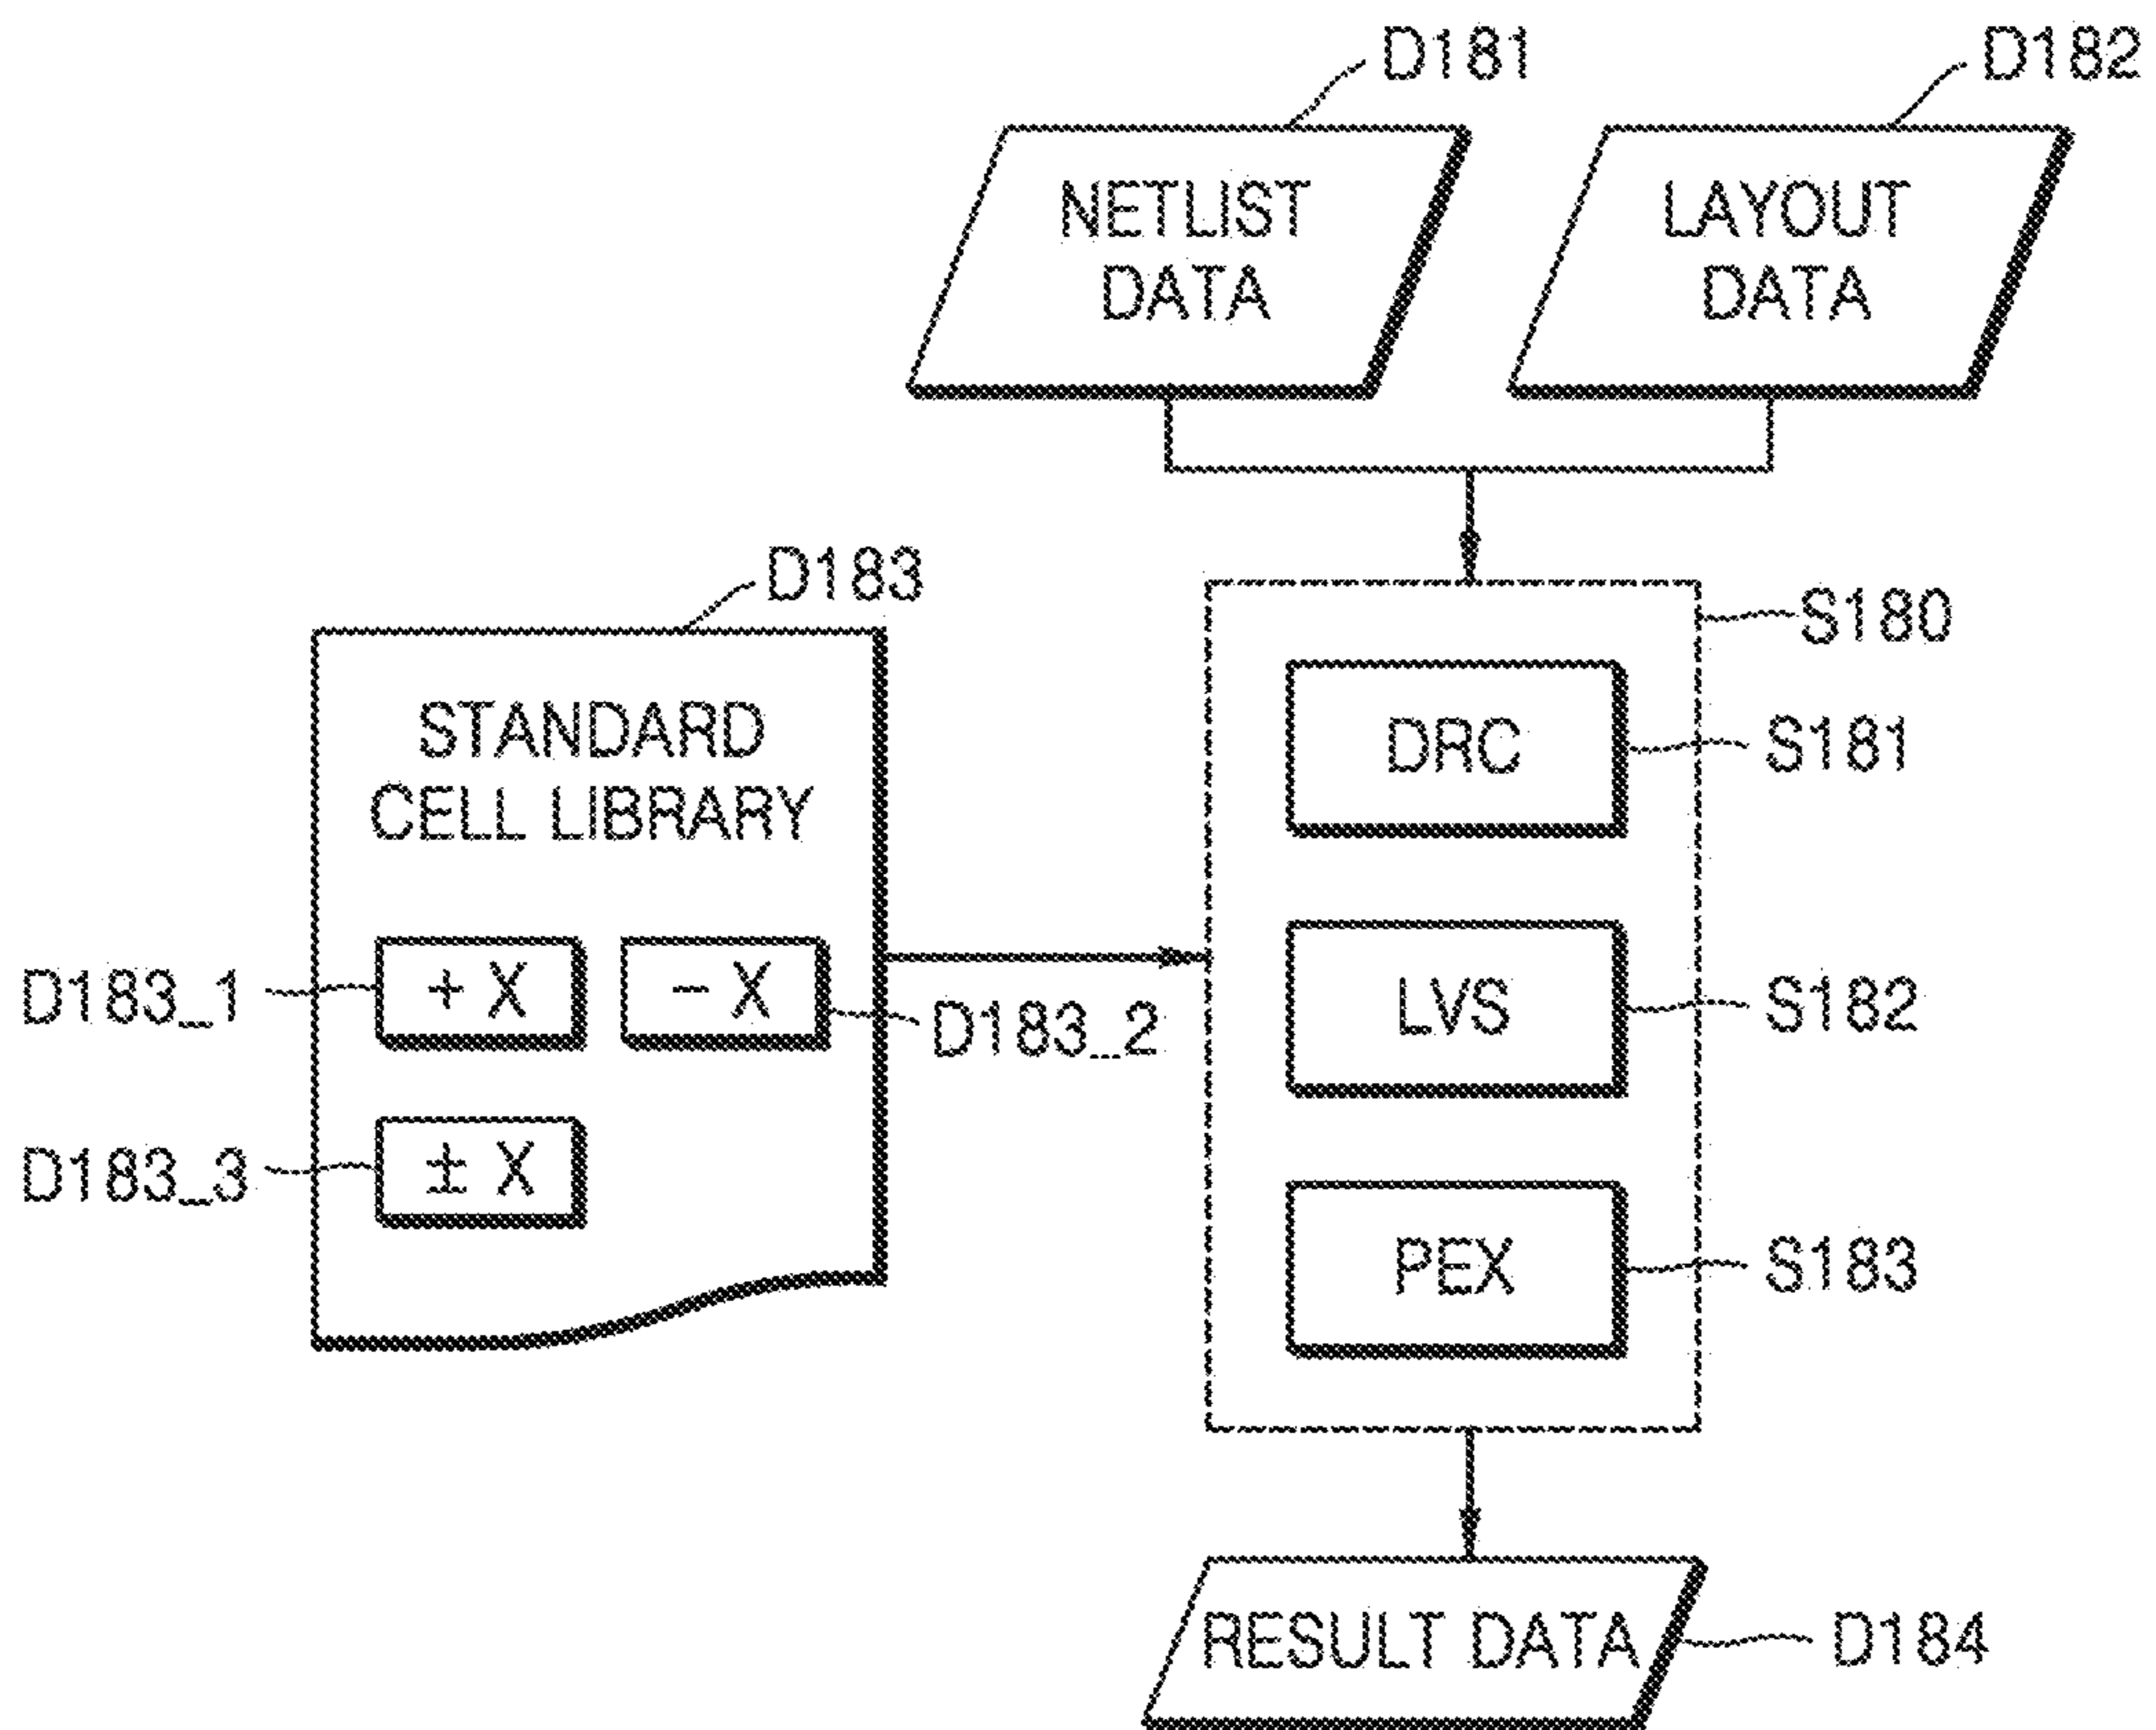 D181
D182
NETLIST
DATA
LAYOUT
DATA
D183
S180
STANDARD
CELL LIBRARY
DRC
S181
D183_1
+ X
- X
D183_2
LVS
S182
D183_3
± X
PEX
S183
RESULT DATA
D184